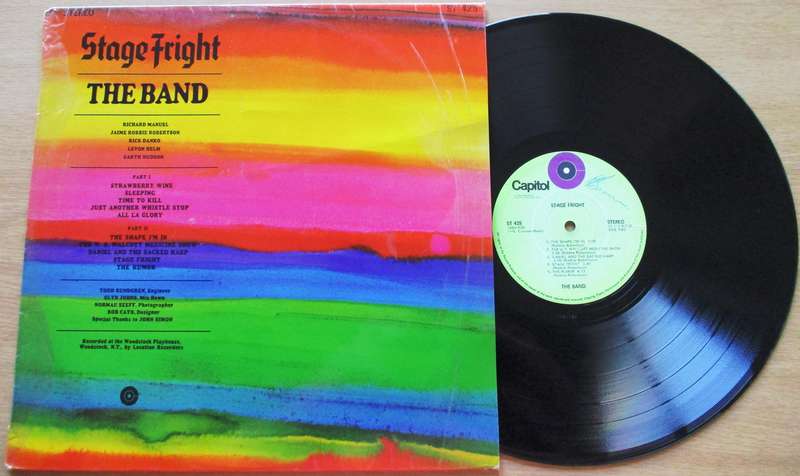 STEREO
ST 425
Stage Fright
THE BAND
RICHARD MANUEL
JAIME ROBBIE ROBERTSON
RICK DANKO
LEVON HELM
GARTH HUDSON
PART I
STRAWBERRY WINE
SLEEPING
TIME TO KILL
JUST ANOTHER WHISTLE STOP
ALL LA GLORY
PART II
THE SHAPE I'M IN
THE W. S. WALCOTT MEDICINE SHOW
DANIEL AND THE SACRED HARP
STAGE FRIGHT
THE RUMOR
TODD RUNDGREN, Engineer
GLYN JOHNS, Mix Down
NORMAN SEEFF, Photographer
BOB CATO, Designer
Special Thanks to JOHN SIMON
Recorded at the Woodstock Playhouse,
Woodstock, N.Y., by Location Recorders
Capitol
STAGE FRIGHT
ST 425
STEREO
THE BAND